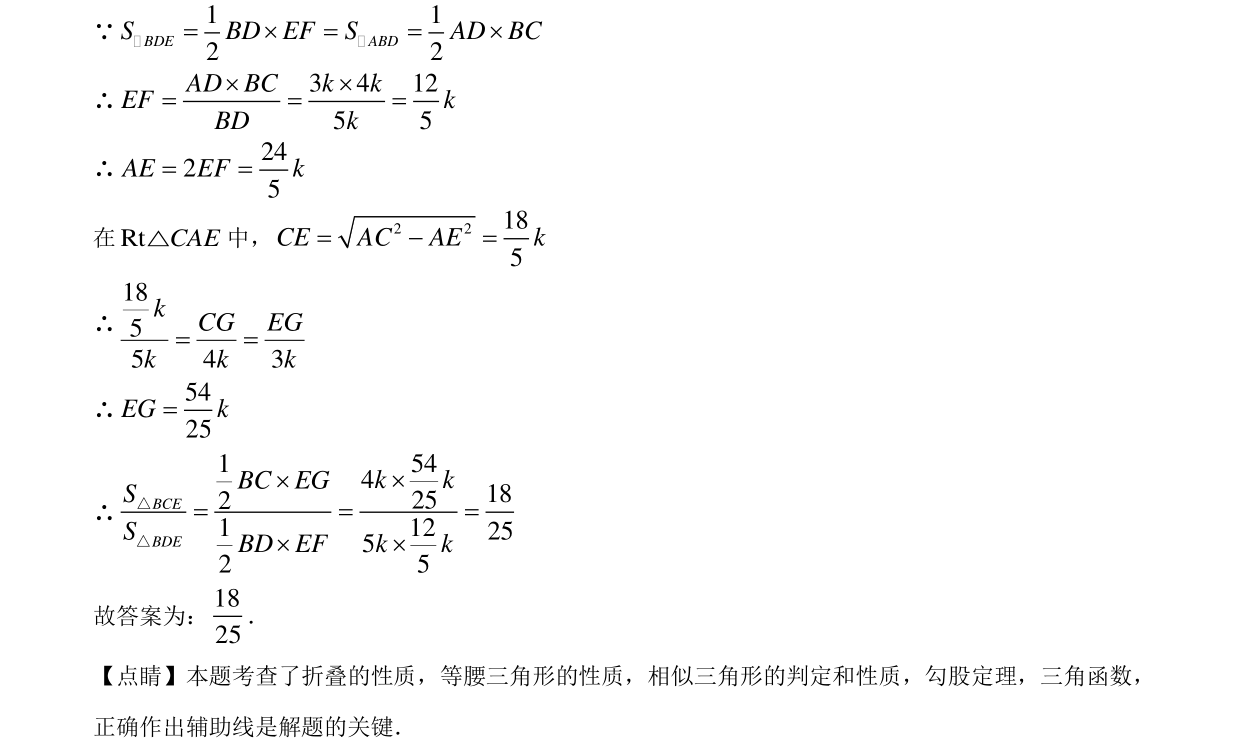 ∵ S□BDE = 1/2 BD×EF = S□ABD = 1/2 AD×BC
∴ EF = (AD×BC)/BD = (3k×4k)/5k = 12/5 k
∴ AE = 2EF = 24/5 k
在 Rt△CAE 中，CE = √(AC² − AE²) = 18/5 k
∴ (18/5 k)/5k = CG/4k = EG/3k
∴ EG = 54/25 k
∴ S△BCE/S△BDE = (1/2 BC×EG)/(1/2 BD×EF) = (4k×54/25 k)/(5k×12/5 k) = 18/25
故答案为：18/25．
【点睛】本题考查了折叠的性质，等腰三角形的性质，相似三角形的判定和性质，勾股定理，三角函数，
正确作出辅助线是解题的关键．